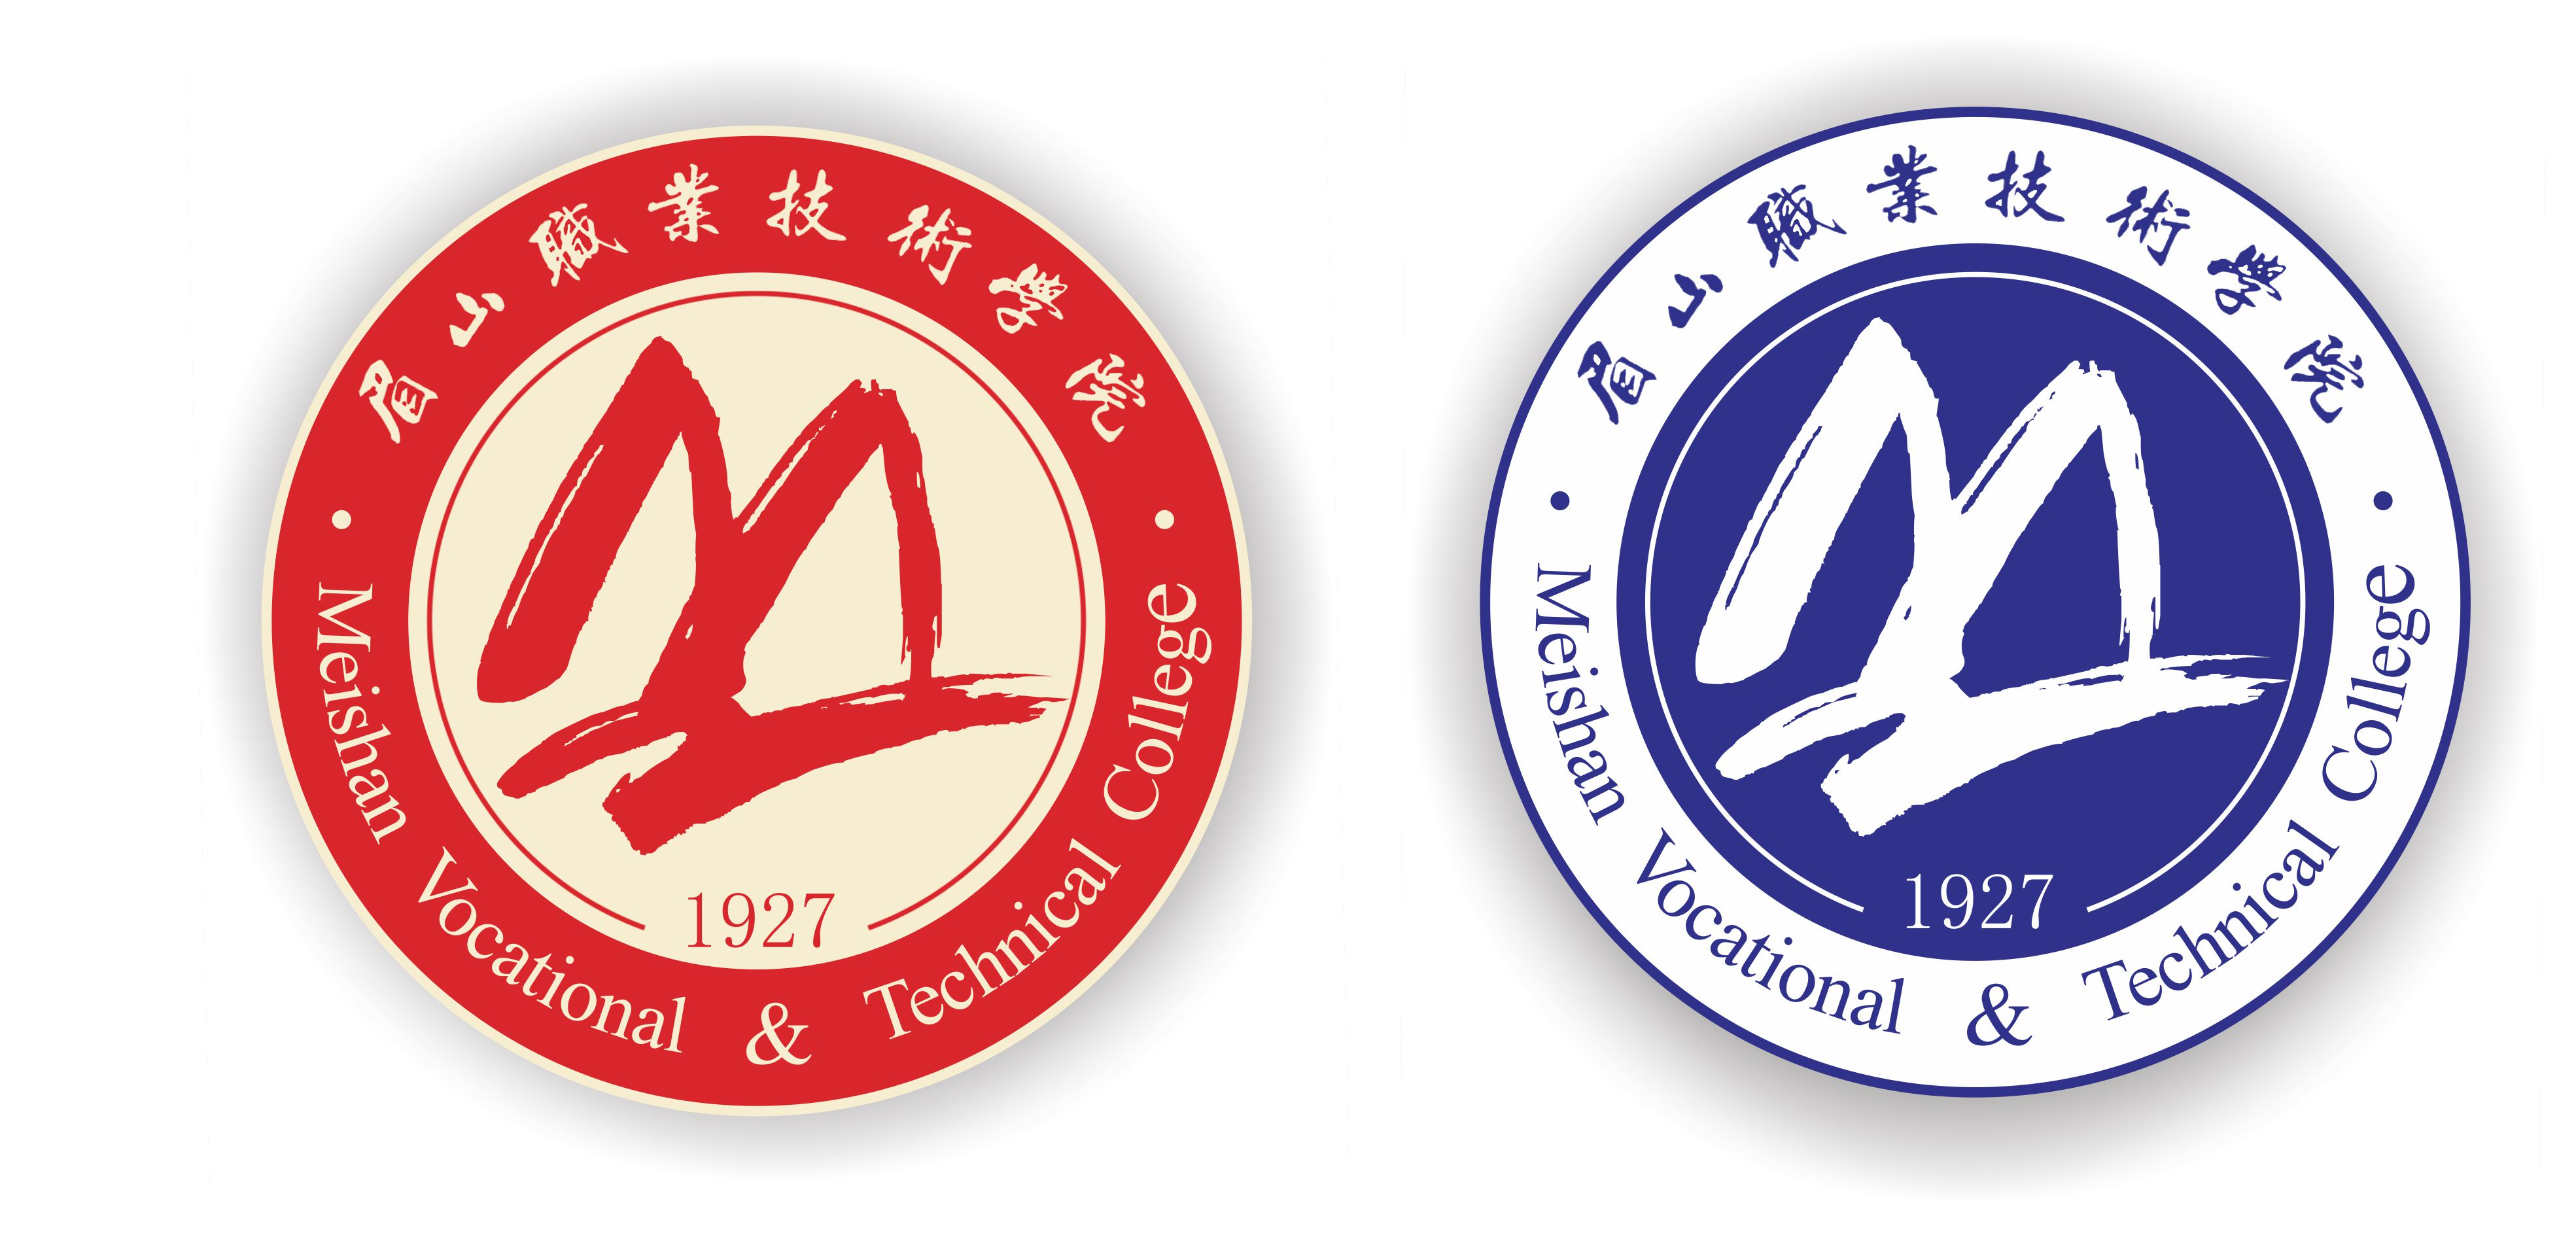 眉山職業技術學院
1927
Meishan Vocational & Technical College
眉山職業技術學院
1927
Meishan Vocational & Technical College